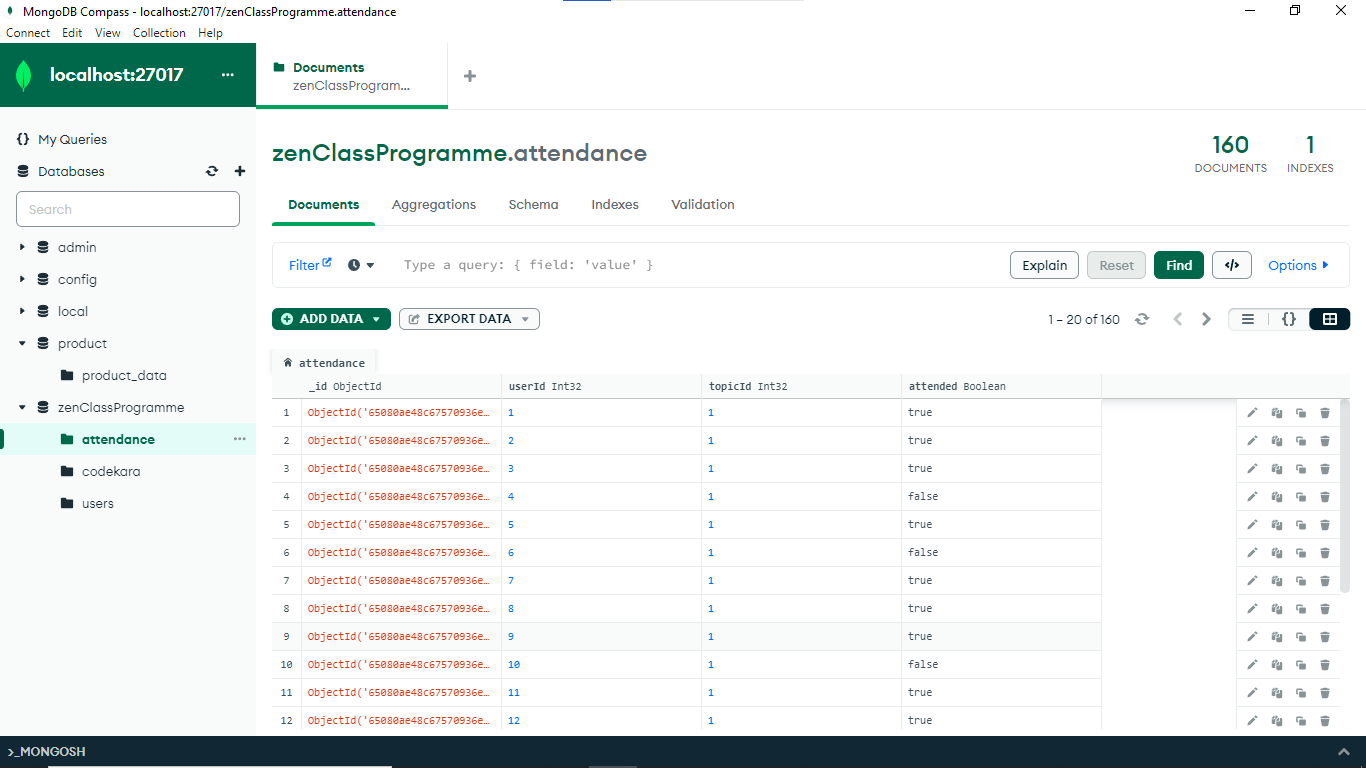 MongoDB Compass - localhost:27017/zenClassProgramme.attendance
Connect Edit View Collection Help
localhost:27017
Documents
zenClassProgram...
{} My Queries
Databases
Search
admin
config
local
product
product_data
zenClassProgramme
attendance
codekara
users
zenClassProgramme.attendance
160
DOCUMENTS
1
INDEXES
Documents Aggregations Schema Indexes Validation
Filter Type a query: { field: 'value' } Explain Reset Find </> Options
ADD DATA EXPORT DATA 1 – 20 of 160 {}
attendance
_id ObjectId userId Int32 topicId Int32 attended Boolean
1 ObjectId('65080ae48c67570936e… 1 1 true
2 ObjectId('65080ae48c67570936e… 2 1 true
3 ObjectId('65080ae48c67570936e… 3 1 true
4 ObjectId('65080ae48c67570936e… 4 1 false
5 ObjectId('65080ae48c67570936e… 5 1 true
6 ObjectId('65080ae48c67570936e… 6 1 false
7 ObjectId('65080ae48c67570936e… 7 1 true
8 ObjectId('65080ae48c67570936e… 8 1 true
9 ObjectId('65080ae48c67570936e… 9 1 true
10 ObjectId('65080ae48c67570936e… 10 1 false
11 ObjectId('65080ae48c67570936e… 11 1 true
12 ObjectId('65080ae48c67570936e… 12 1 true
>_MONGOSH